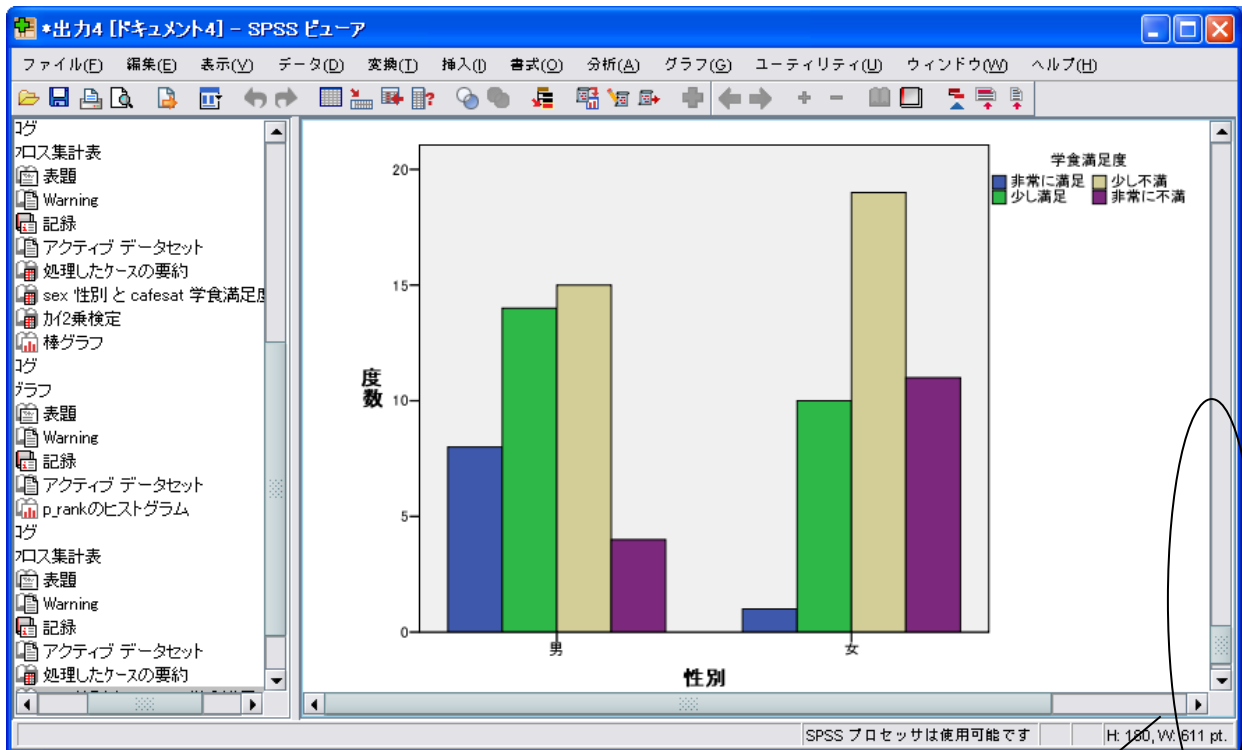 *出力4 [ドキュメント4] - SPSS ビューア
ファイル(F) 編集(E) 表示(V) データ(D) 変換(T) 挿入(I) 書式(O) 分析(A) グラフ(G) ユーティリティ(U) ウィンドウ(W) ヘルプ(H)
ログ
クロス集計表
表題
Warning
記録
アクティブ データセット
処理したケースの要約
sex 性別 と cafesat 学食満足度
カイ2乗検定
棒グラフ
ログ
グラフ
表題
Warning
記録
アクティブ データセット
p_rankのヒストグラム
ログ
クロス集計表
表題
Warning
記録
アクティブ データセット
処理したケースの要約
学食満足度
非常に満足 少し不満
少し満足 非常に不満
度数
20
15
10
5
0
男 女
性別
SPSS プロセッサは使用可能です
H: 180, W: 611 pt.